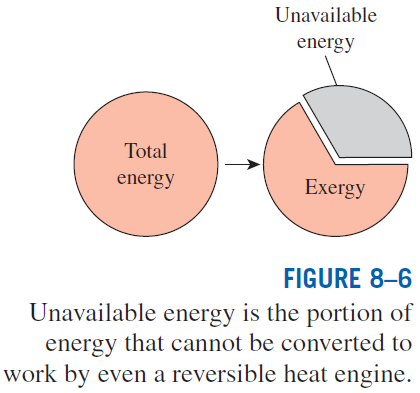 Unavailable
energy
Total
energy
Exergy
FIGURE 8–6
Unavailable energy is the portion of
energy that cannot be converted to
work by even a reversible heat engine.